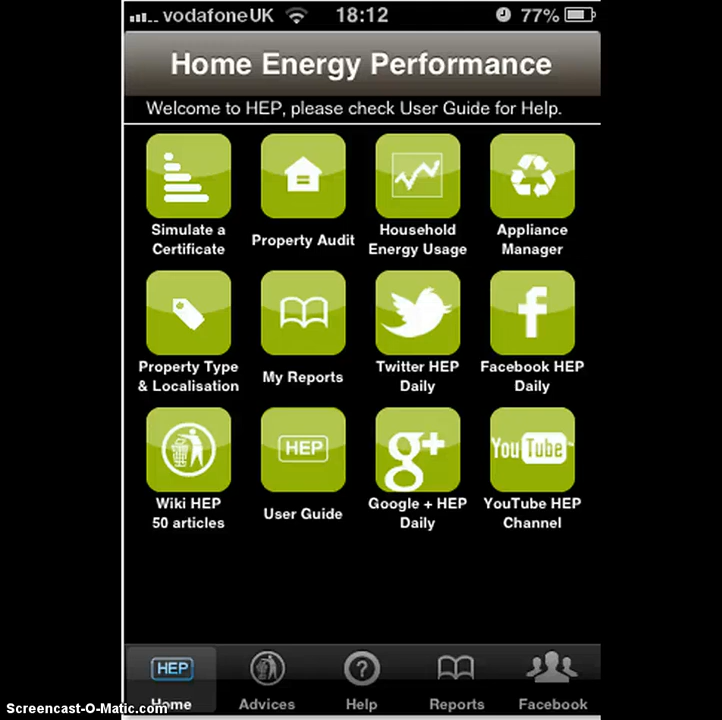 vodafone UK 18:12 77%
Home Energy Performance
Welcome to HEP, please check User Guide for Help.
Simulate a
Certificate
Property Audit
Household
Energy Usage
Appliance
Manager
Property Type
& Localisation
My Reports
Twitter HEP
Daily
f
Facebook HEP
Daily
Wiki HEP
50 articles
HEP
User Guide
g+
Google + HEP
Daily
YouTube
YouTube HEP
Channel
HEP
Home
Advices
?
Help
Reports
Facebook
Screencast-O-Matic.com